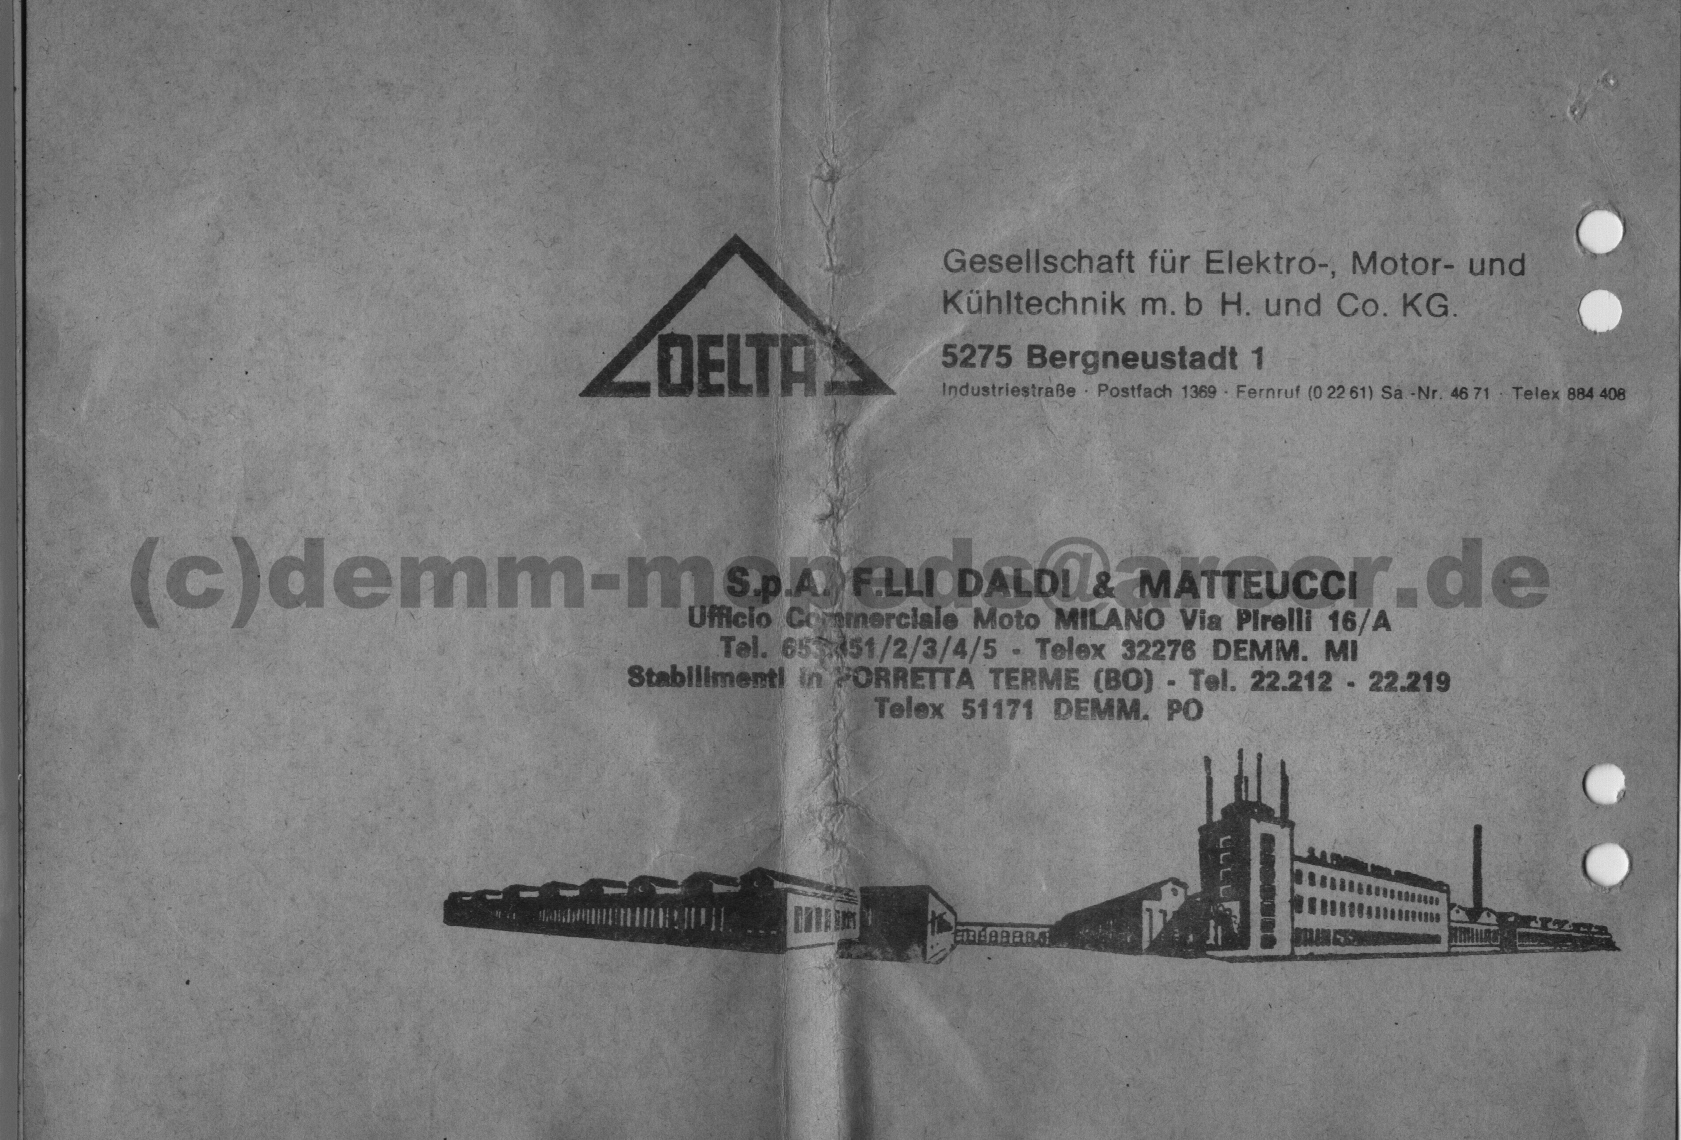 DELTA
Gesellschaft für Elektro-, Motor- und
Kühltechnik m. b H. und Co. KG.
5275 Bergneustadt 1
Industriestraße · Postfach 1369 · Fernruf (0 22 61) Sa.-Nr. 46 71 · Telex 884 408
(c)demm-mopeds@arcor.de
S.p.A. F.LLI DALDI & MATTEUCCI
Ufficio Commerciale Moto MILANO Via Pirelli 16/A
Tel. /2/3/4/5 - Telex 32276 DEMM. MI
Stabilimenti in PORRETTA TERME (BO) - Tel. 22.212 - 22.219
Telex 51171 DEMM. PO